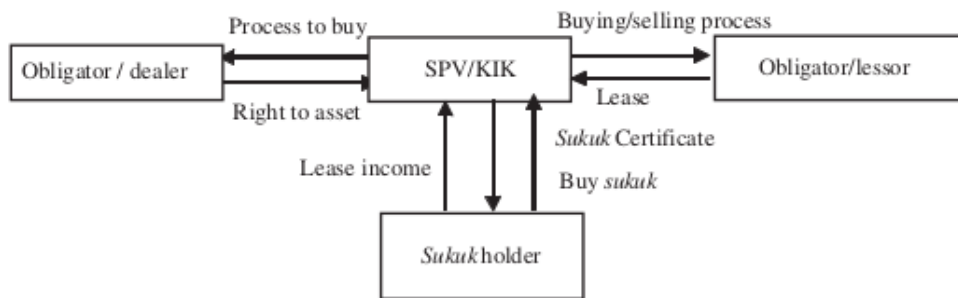 Process to buy
Buying/selling process
Obligator / dealer
SPV/KIK
Obligator/lessor
Right to asset
Lease
Sukuk Certificate
Lease income
Buy sukuk
Sukuk holder